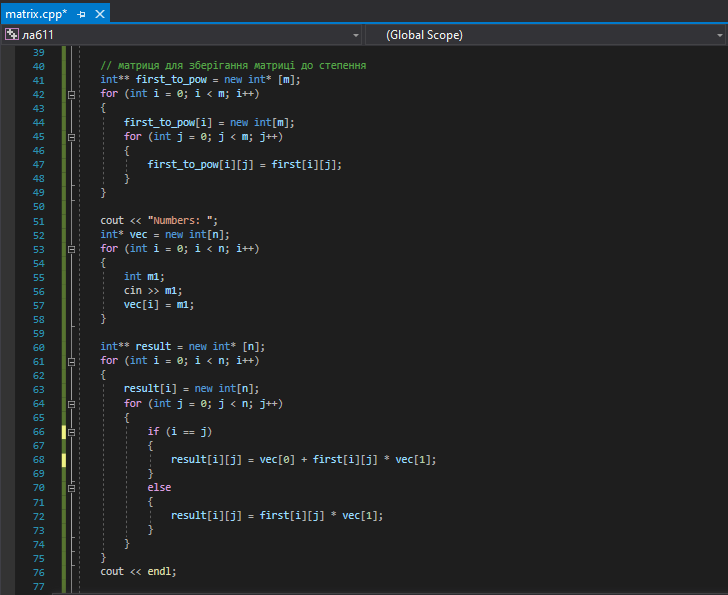 matrix.cpp*
ла611
(Global Scope)
39
40 // матриця для зберігання матриці до степення
41 int** first_to_pow = new int* [m];
42 for (int i = 0; i < m; i++)
43 {
44 first_to_pow[i] = new int[m];
45 for (int j = 0; j < m; j++)
46 {
47 first_to_pow[i][j] = first[i][j];
48 }
49 }
50
51 cout << "Numbers: ";
52 int* vec = new int[n];
53 for (int i = 0; i < n; i++)
54 {
55 int m1;
56 cin >> m1;
57 vec[i] = m1;
58 }
59
60 int** result = new int* [n];
61 for (int i = 0; i < n; i++)
62 {
63 result[i] = new int[n];
64 for (int j = 0; j < n; j++)
65 {
66 if (i == j)
67 {
68 result[i][j] = vec[0] + first[i][j] * vec[1];
69 }
70 else
71 {
72 result[i][j] = first[i][j] * vec[1];
73 }
74 }
75 }
76 cout << endl;
77